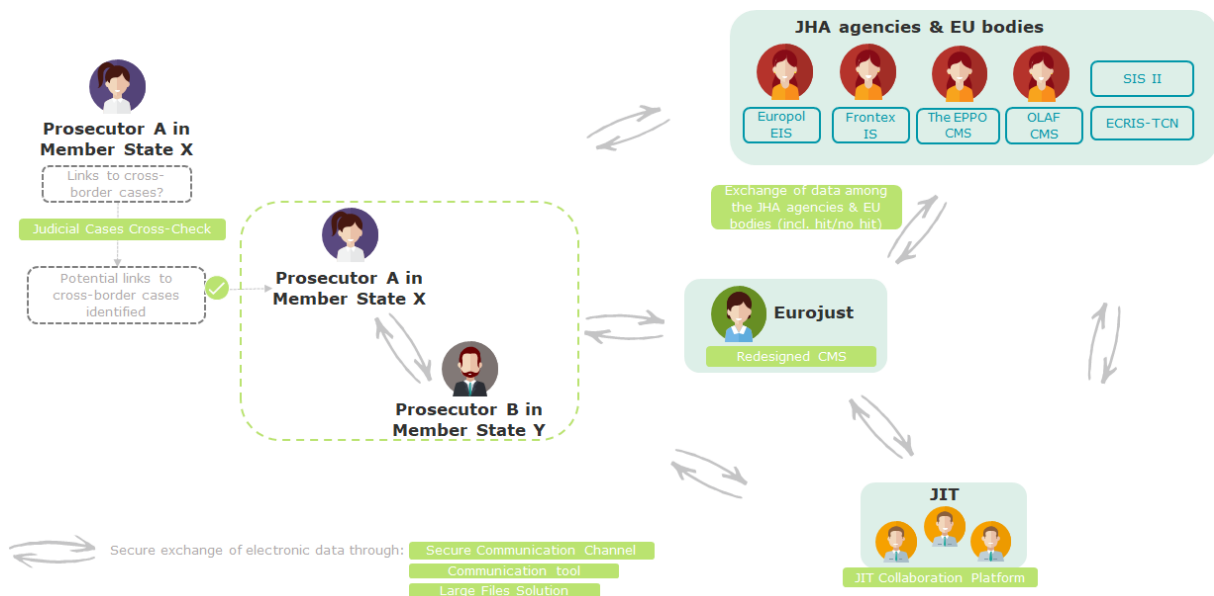 JHA agencies & EU bodies
Europol
EIS
Frontex
IS
The EPPO
CMS
OLAF
CMS
SIS II
ECRIS-TCN
Prosecutor A in
Member State X
Links to cross-
border cases?
Judicial Cases Cross-Check
Potential links to
cross-border cases
identified
Prosecutor A in
Member State X
Prosecutor B in
Member State Y
Exchange of data among
the JHA agencies & EU
bodies (incl. hit/no hit)
Eurojust
Redesigned CMS
JIT
JIT Collaboration Platform
Secure exchange of electronic data through:
Secure Communication Channel
Communication tool
Large Files Solution